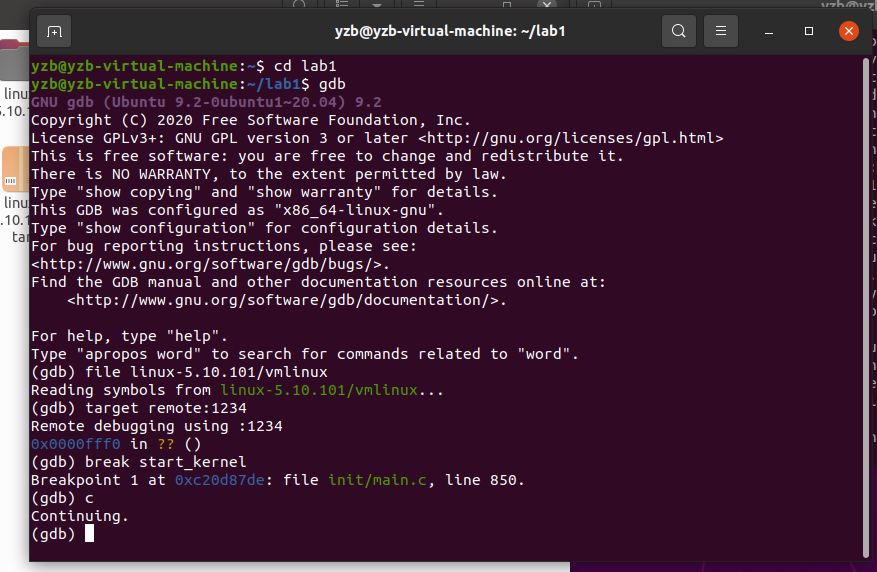 yzb@yzb-virtual-machine: ~/lab1
yzb@yzb-virtual-machine:~$ cd lab1
yzb@yzb-virtual-machine:~/lab1$ gdb
GNU gdb (Ubuntu 9.2-0ubuntu1~20.04) 9.2
Copyright (C) 2020 Free Software Foundation, Inc.
License GPLv3+: GNU GPL version 3 or later <http://gnu.org/licenses/gpl.html>
This is free software: you are free to change and redistribute it.
There is NO WARRANTY, to the extent permitted by law.
Type "show copying" and "show warranty" for details.
This GDB was configured as "x86_64-linux-gnu".
Type "show configuration" for configuration details.
For bug reporting instructions, please see:
<http://www.gnu.org/software/gdb/bugs/>.
Find the GDB manual and other documentation resources online at:
    <http://www.gnu.org/software/gdb/documentation/>.
For help, type "help".
Type "apropos word" to search for commands related to "word".
(gdb) file linux-5.10.101/vmlinux
Reading symbols from linux-5.10.101/vmlinux...
(gdb) target remote:1234
Remote debugging using :1234
0x0000fff0 in ?? ()
(gdb) break start_kernel
Breakpoint 1 at 0xc20d87de: file init/main.c, line 850.
(gdb) c
Continuing.
(gdb)